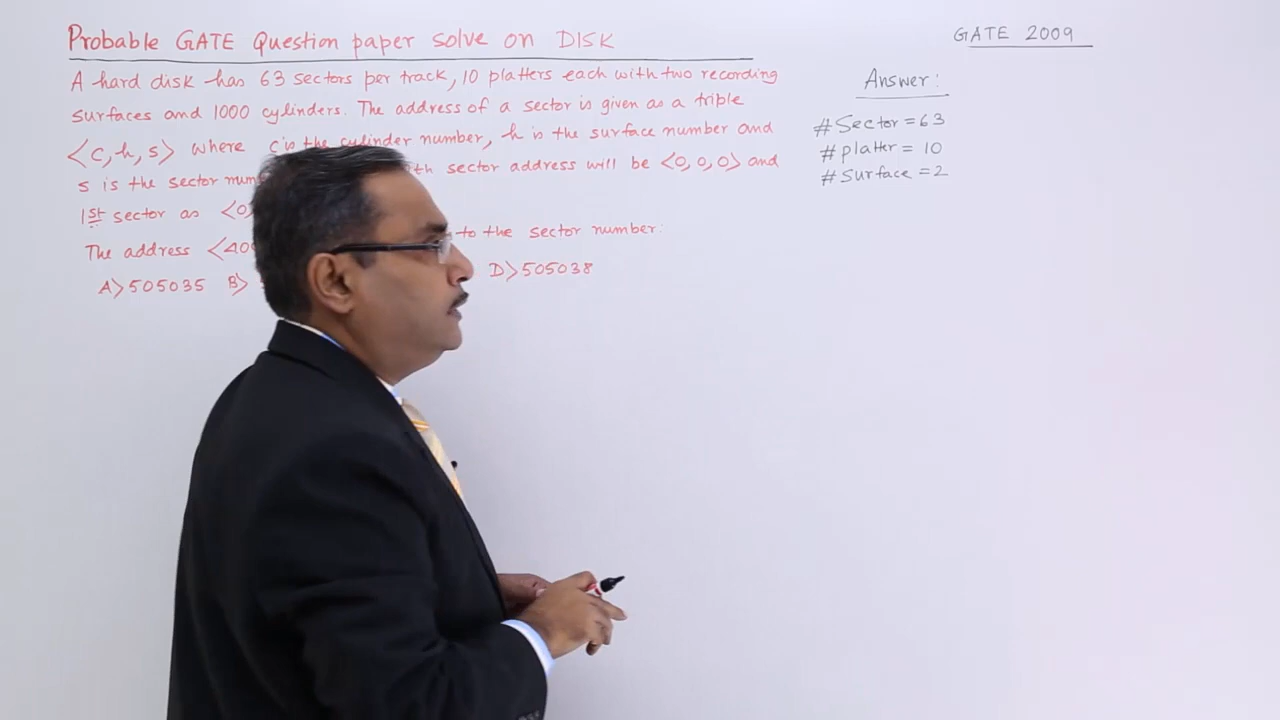 Probable GATE Question paper solve on DISK
GATE 2009
A hard disk has 63 sectors per track, 10 platters each with two recording
surfaces and 1000 cylinders. The address of a sector is given as a triple
<c, h, s> where c is the cylinder number, h is the surface number and
s is the sector sector address will be <0, 0, 0> and
1st sector as <0,
The address <40 to the sector number:
A> 505035 B> D> 505038
Answer:
#Sector = 63
#platter = 10
#Surface = 2